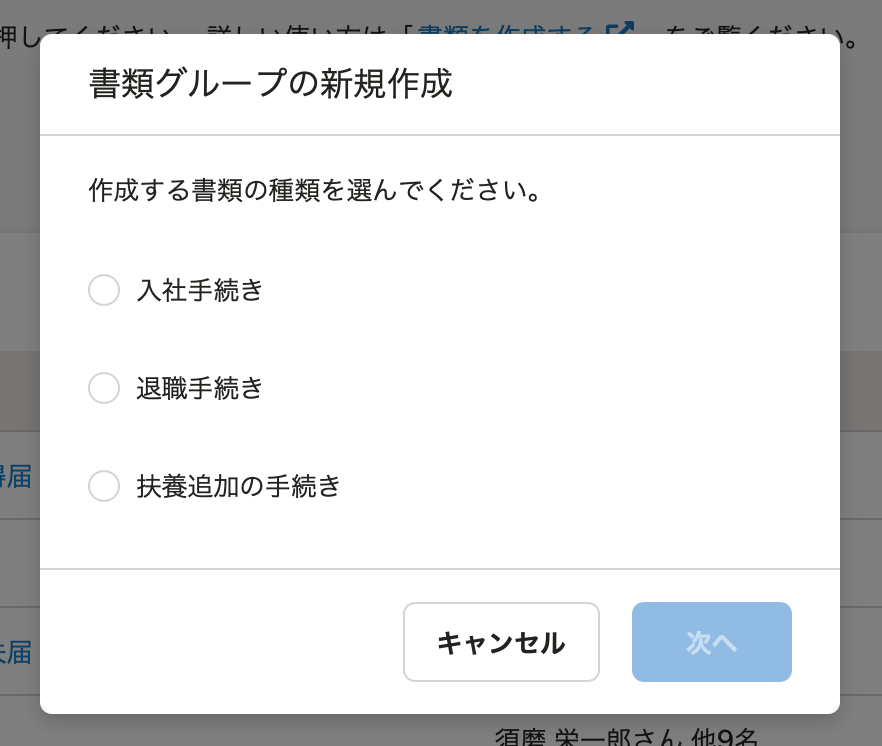 押してください。詳しい使い方は「書類を作成する 」をご覧ください。
書類グループの新規作成
作成する書類の種類を選んでください。
入社手続き
退職手続き
扶養追加の手続き
キャンセル
次へ
届
届
須磨 栄一郎さん 他9名